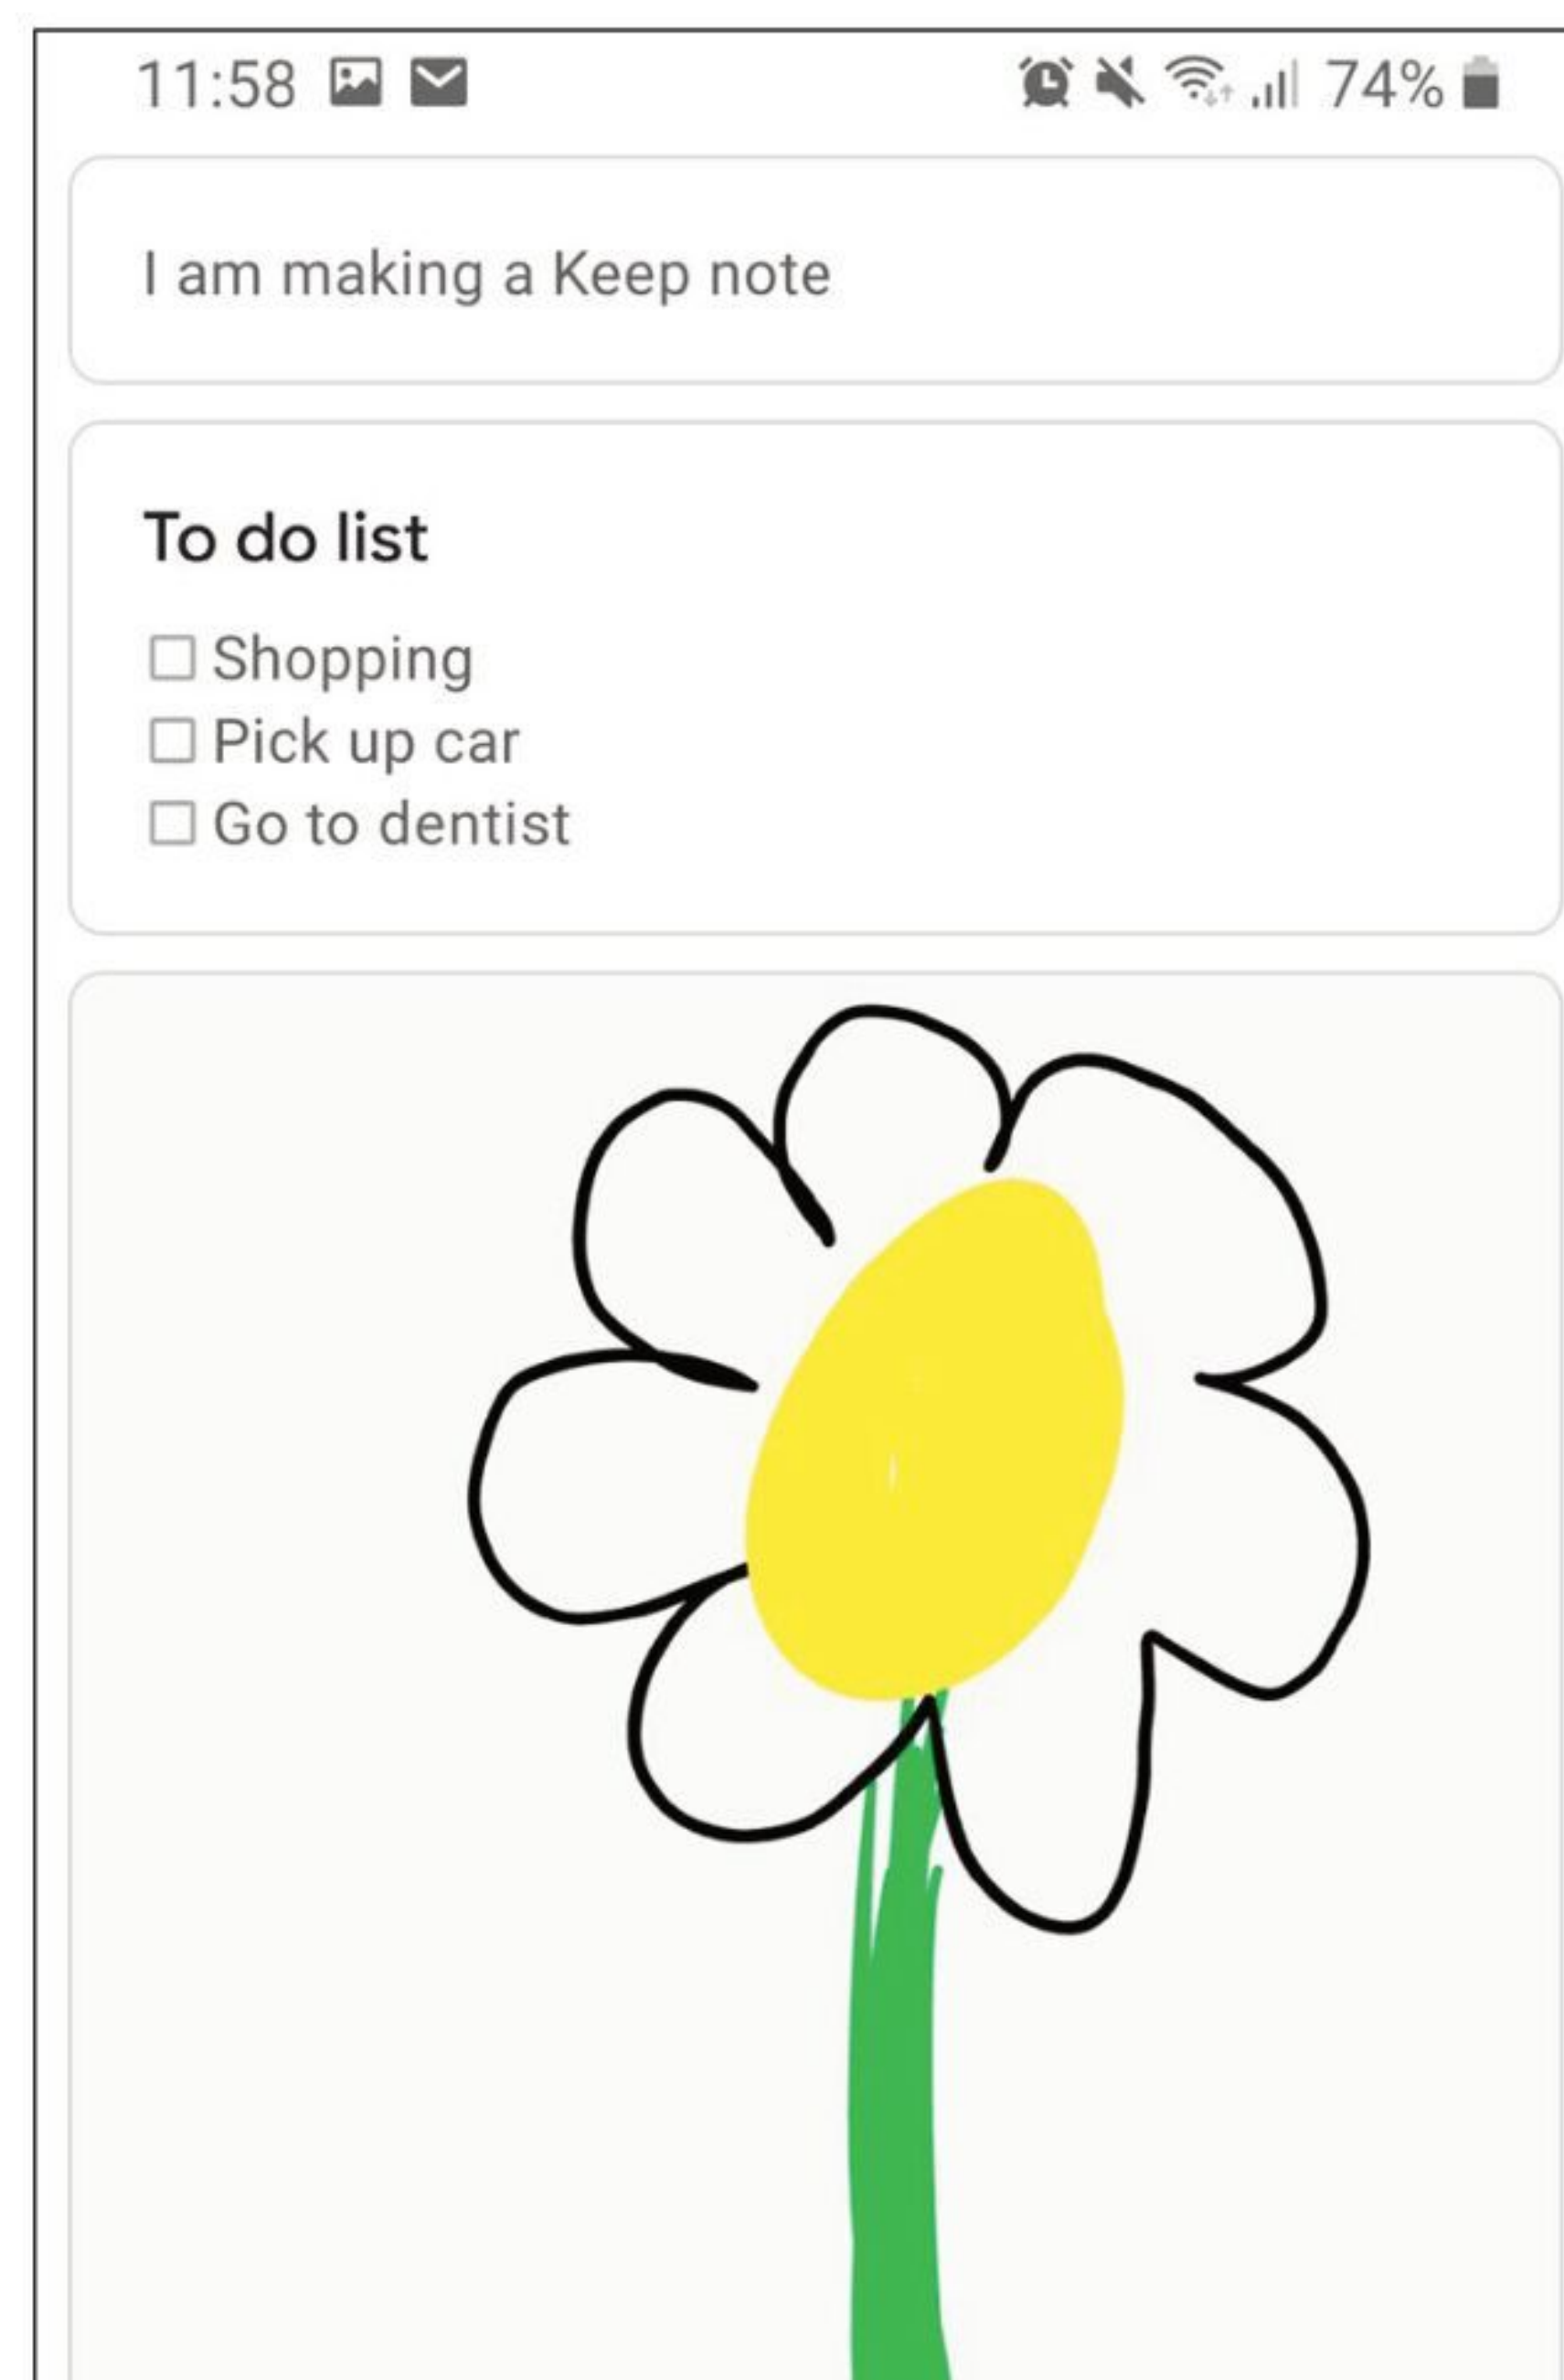 11:58 74%
I am making a Keep note
To do list
Shopping
Pick up car
Go to dentist